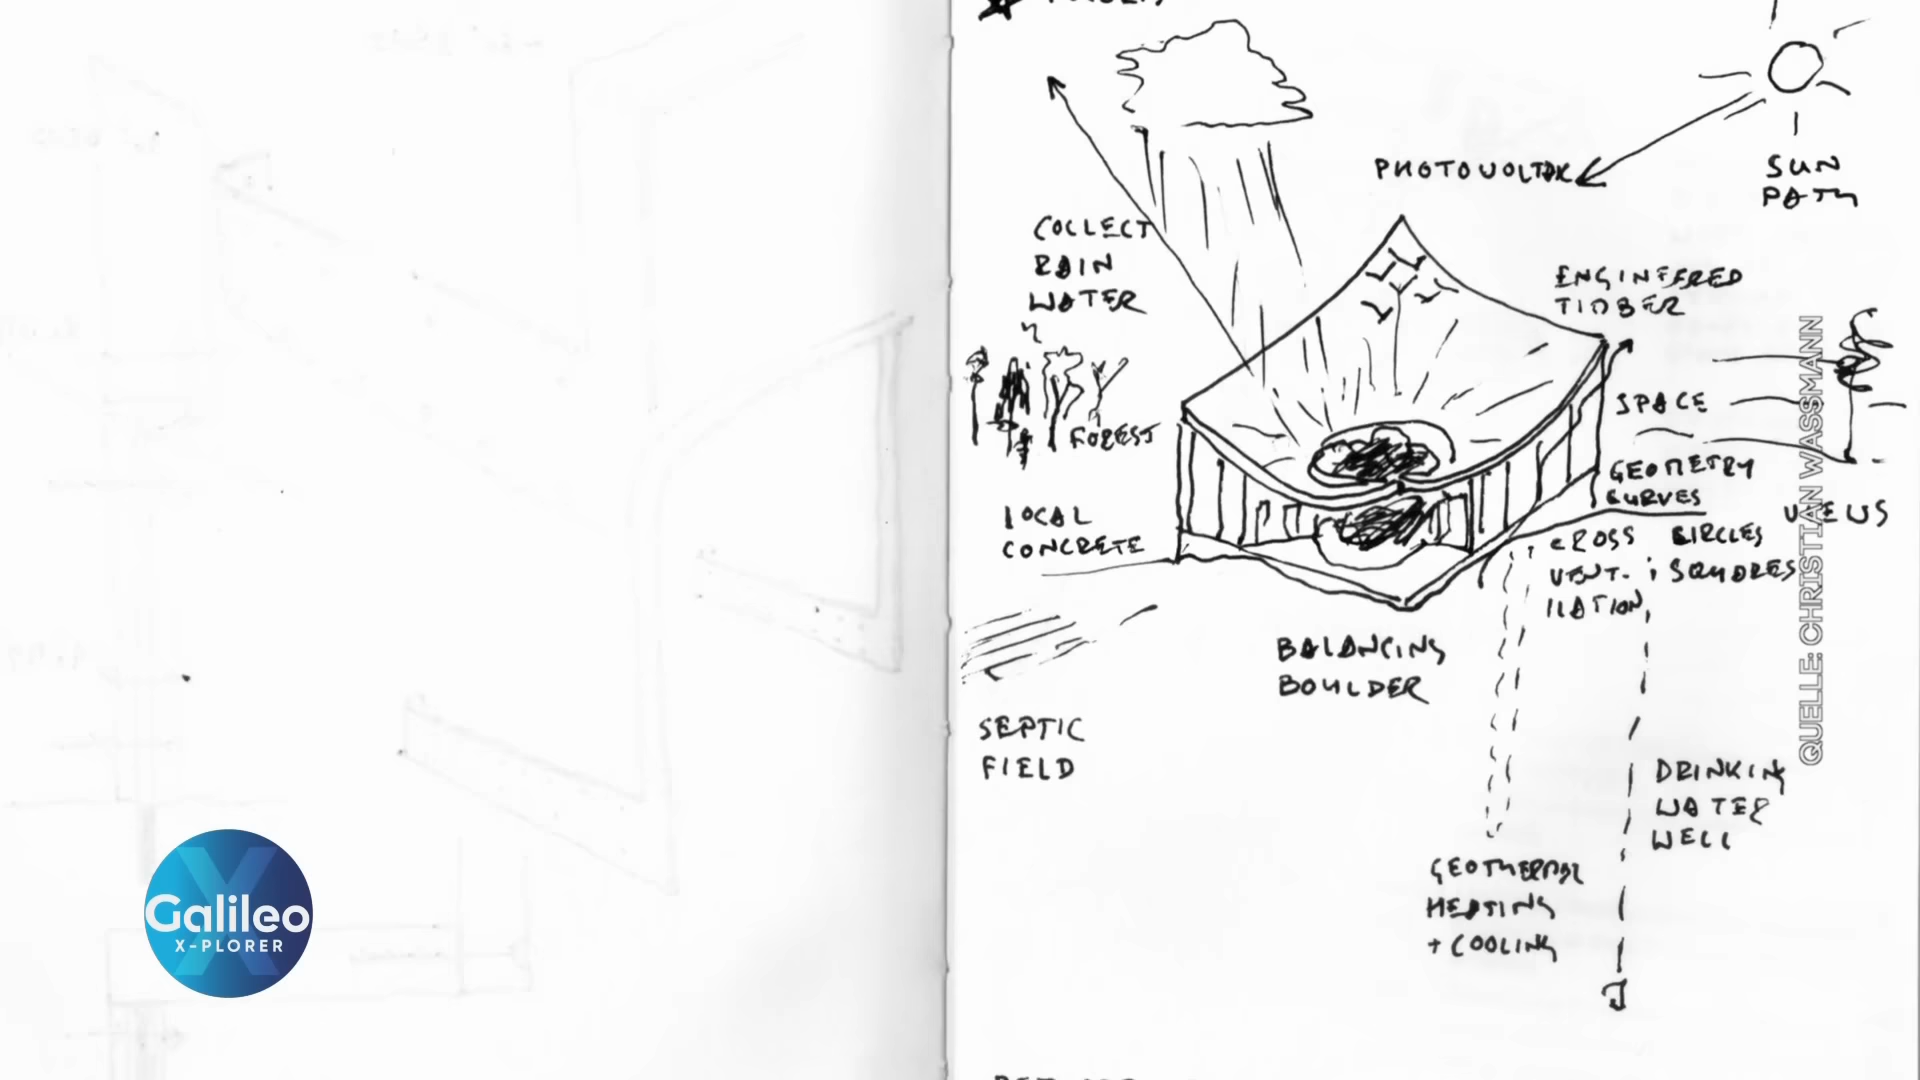 PHOTOVOLTAIC
SUN
PATH
COLLECT
RAIN
WATER
ENGINEERED
TIMBER
SPACE
FOREST
GEOMETRY
CURVES
VIEWS
LOCAL
CONCRETE
CROSS
VENT.
ILATION
CIRCLES
SQUARES
BALANCING
BOULDER
SEPTIC
FIELD
DRINKING
WATER
WELL
GEOTHERMAL
HEATING
+ COOLING
QUELLE: CHRISTIAN WASSMANN
Galileo
X-PLORER